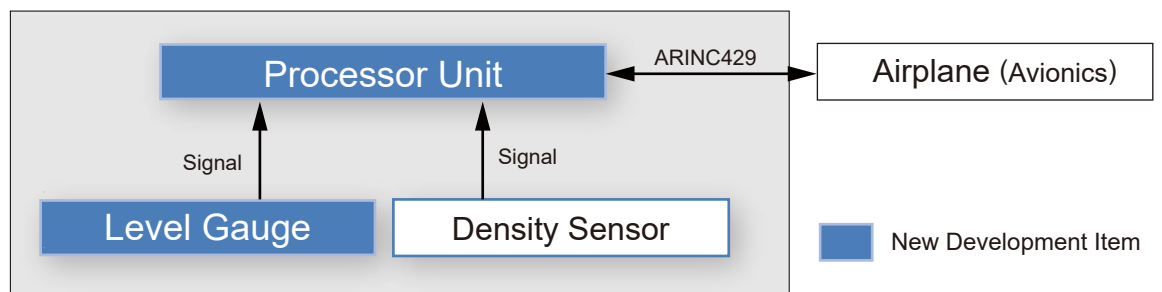 Processor Unit
ARINC429
Airplane (Avionics)
Signal
Signal
Level Gauge
Density Sensor
New Development Item